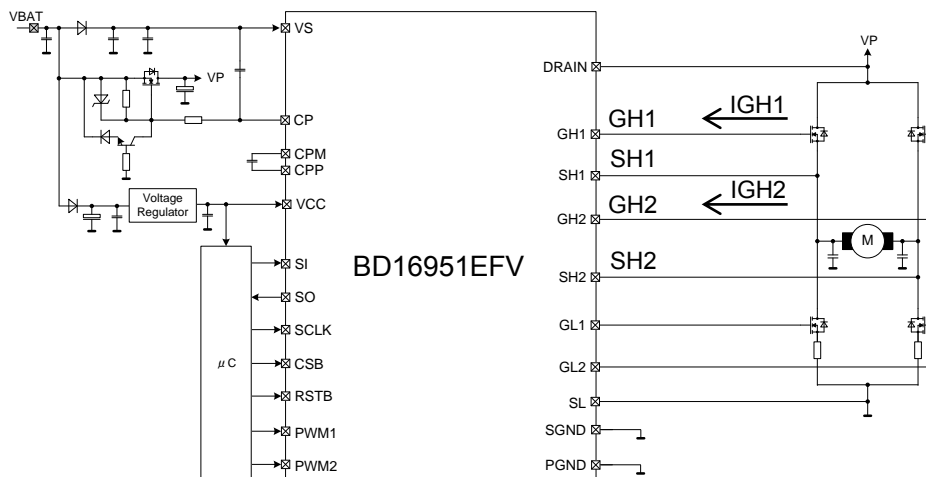 VBAT
VS
VP
CP
CPM
CPP
Voltage
Regulator
VCC
μC
SI
SO
SCLK
CSB
RSTB
PWM1
PWM2
BD16951EFV
DRAIN
GH1
SH1
GH2
SH2
GL1
GL2
SL
SGND
PGND
GH1
IGH1
SH1
GH2
IGH2
SH2
VP
M